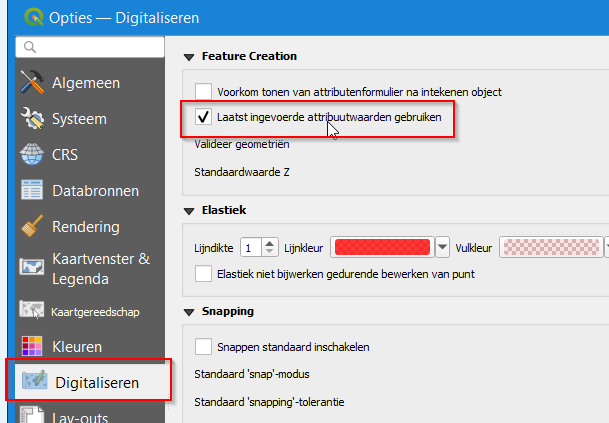 Opties — Digitaliseren
Algemeen
Systeem
CRS
Databronnen
Rendering
Kaartvenster &
Legenda
Kaartgereedschap
Kleuren
Digitaliseren
Lay-outs
Feature Creation
Voorkom tonen van attributenformulier na intekenen object
Laatst ingevoerde attribuutwaarden gebruiken
Valideer geometriën
Standaardwaarde Z
Elastiek
Lijndikte 1 Lijnkleur Vulkleur
Elastiek niet bijwerken gedurende bewerken van punt
Snapping
Snappen standaard inschakelen
Standaard 'snap'-modus
Standaard 'snapping'-tolerantie